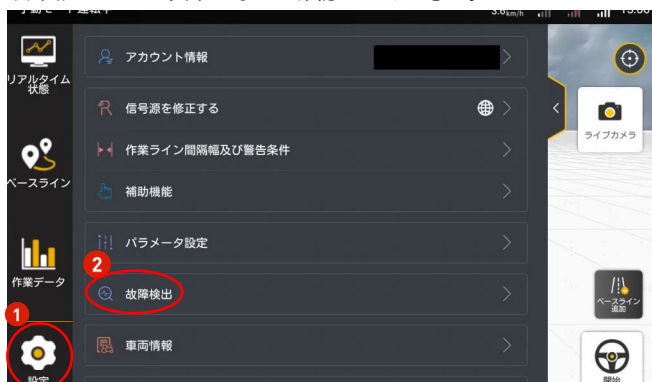 3.0km/h
リアルタイム
状態
アカウント情報
信号源を修正する
ライブカメラ
作業ライン間隔幅及び警告条件
ベースライン
補助機能
パラメータ設定
2
作業データ
故障検出
ベースライン
追加
1
車両情報
設定
開始